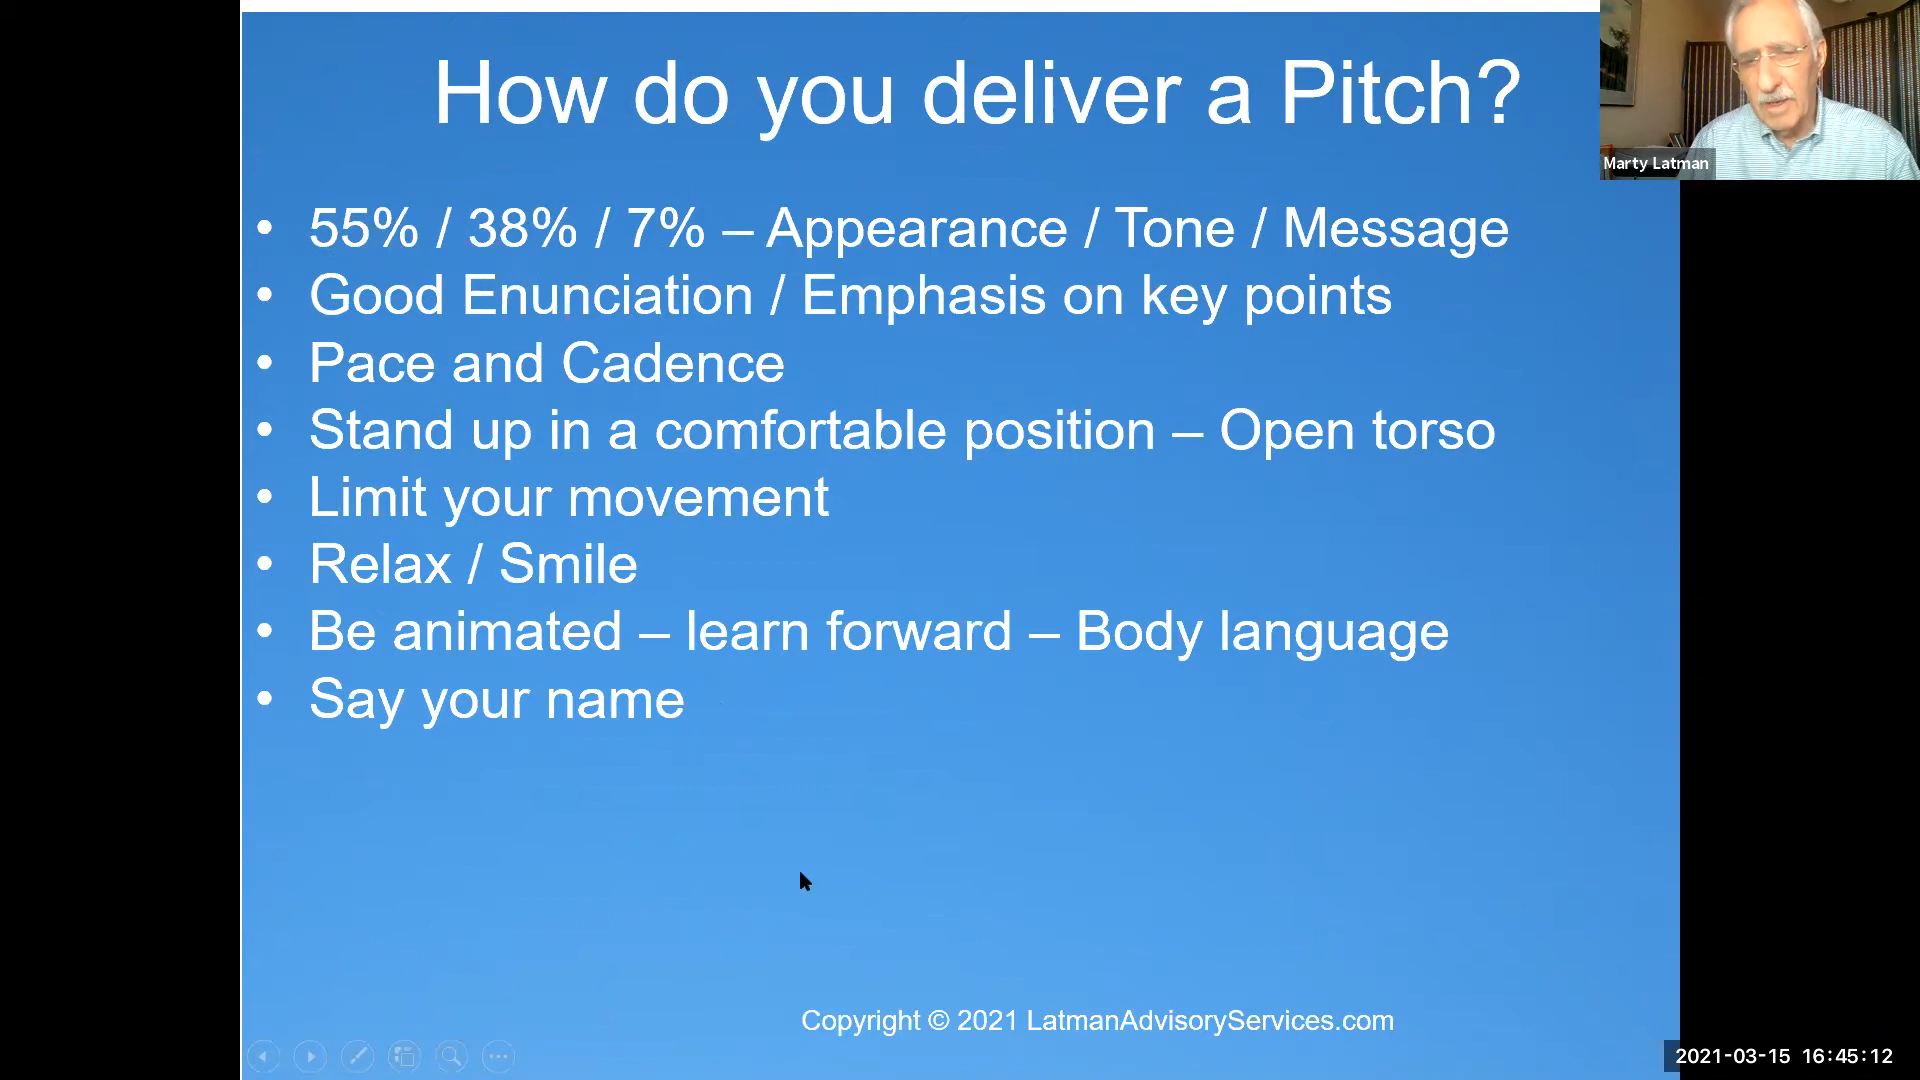 How do you deliver a Pitch?
Marty Latman
• 55% / 38% / 7% – Appearance / Tone / Message
• Good Enunciation / Emphasis on key points
• Pace and Cadence
• Stand up in a comfortable position – Open torso
• Limit your movement
• Relax / Smile
• Be animated – learn forward – Body language
• Say your name
Copyright © 2021 LatmanAdvisoryServices.com
2021-03-15 16:45:12